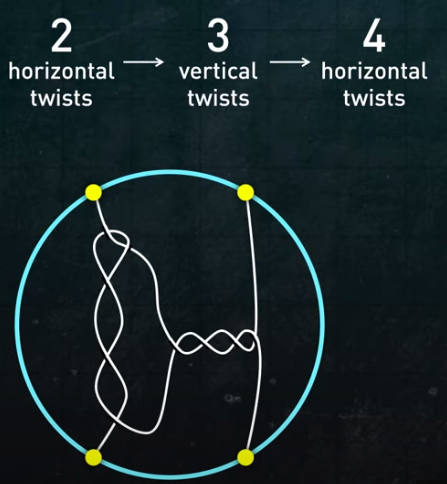 2 3 4
horizontal → vertical → horizontal
twists twists twists